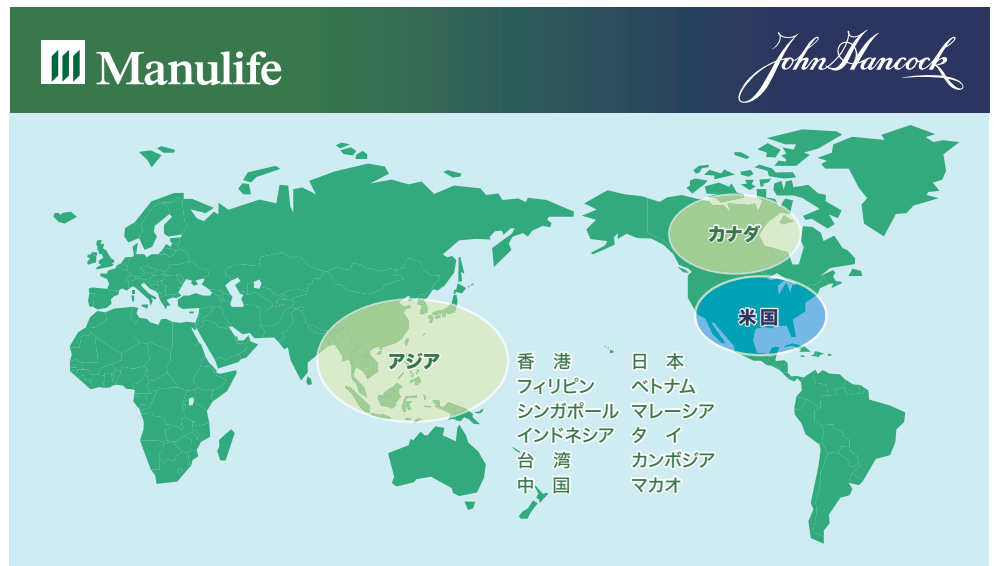 Manulife
John Hancock
カナダ
米国
アジア
香 港 日 本
フィリピン ベトナム
シンガポール マレーシア
インドネシア タ イ
台 湾 カンボジア
中 国 マカオ